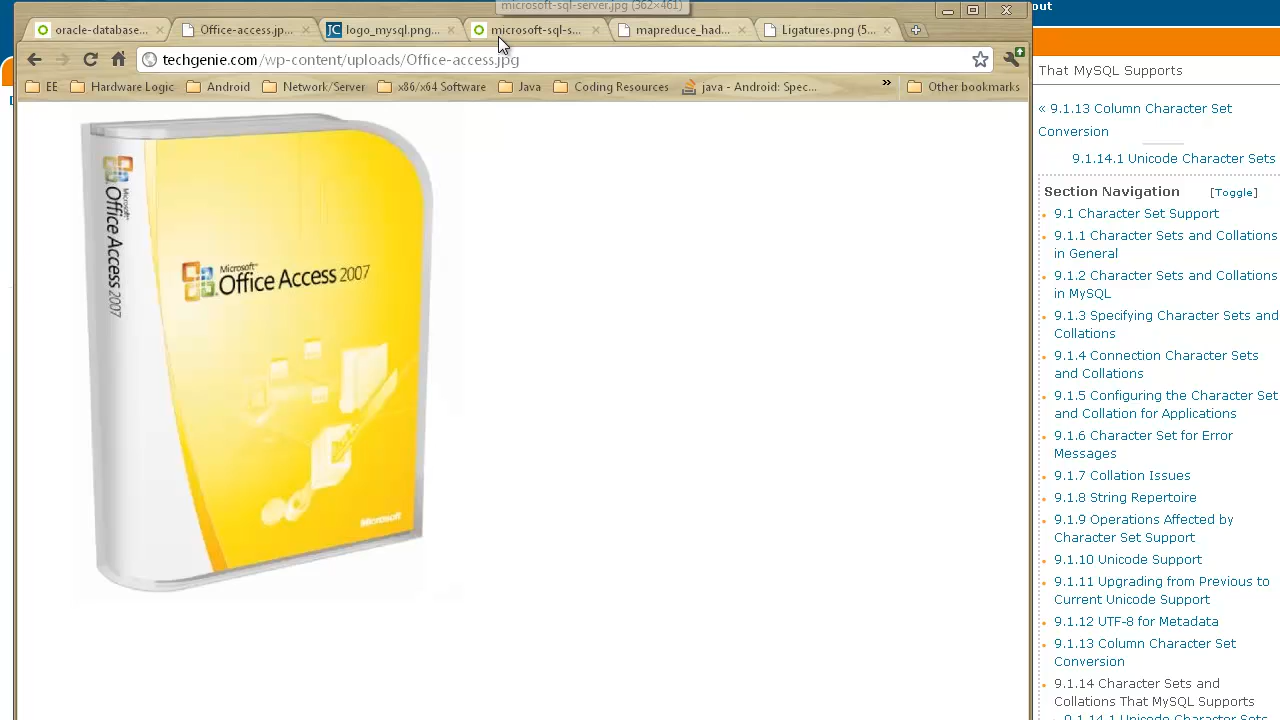 microsoft-sql-server.jpg (362×461)
out
oracle-database...
Office-access.jp...
logo_mysql.png...
microsoft-sql-s...
mapreduce_had...
Ligatures.png (5...
techgenie.com/wp-content/uploads/Office-access.jpg
EE
Hardware Logic
Android
Network/Server
x86/x64 Software
Java
Coding Resources
java - Android: Spec...
»
Other bookmarks
Microsoft
Office Access 2007
Microsoft
Office Access 2007
Microsoft
That MySQL Supports
« 9.1.13 Column Character Set
Conversion
9.1.14.1 Unicode Character Sets
Section Navigation [Toggle]
9.1 Character Set Support
9.1.1 Character Sets and Collations
in General
9.1.2 Character Sets and Collations
in MySQL
9.1.3 Specifying Character Sets and
Collations
9.1.4 Connection Character Sets
and Collations
9.1.5 Configuring the Character Set
and Collation for Applications
9.1.6 Character Set for Error
Messages
9.1.7 Collation Issues
9.1.8 String Repertoire
9.1.9 Operations Affected by
Character Set Support
9.1.10 Unicode Support
9.1.11 Upgrading from Previous to
Current Unicode Support
9.1.12 UTF-8 for Metadata
9.1.13 Column Character Set
Conversion
9.1.14 Character Sets and
Collations That MySQL Supports
9.1.14.1 Unicode Character Sets